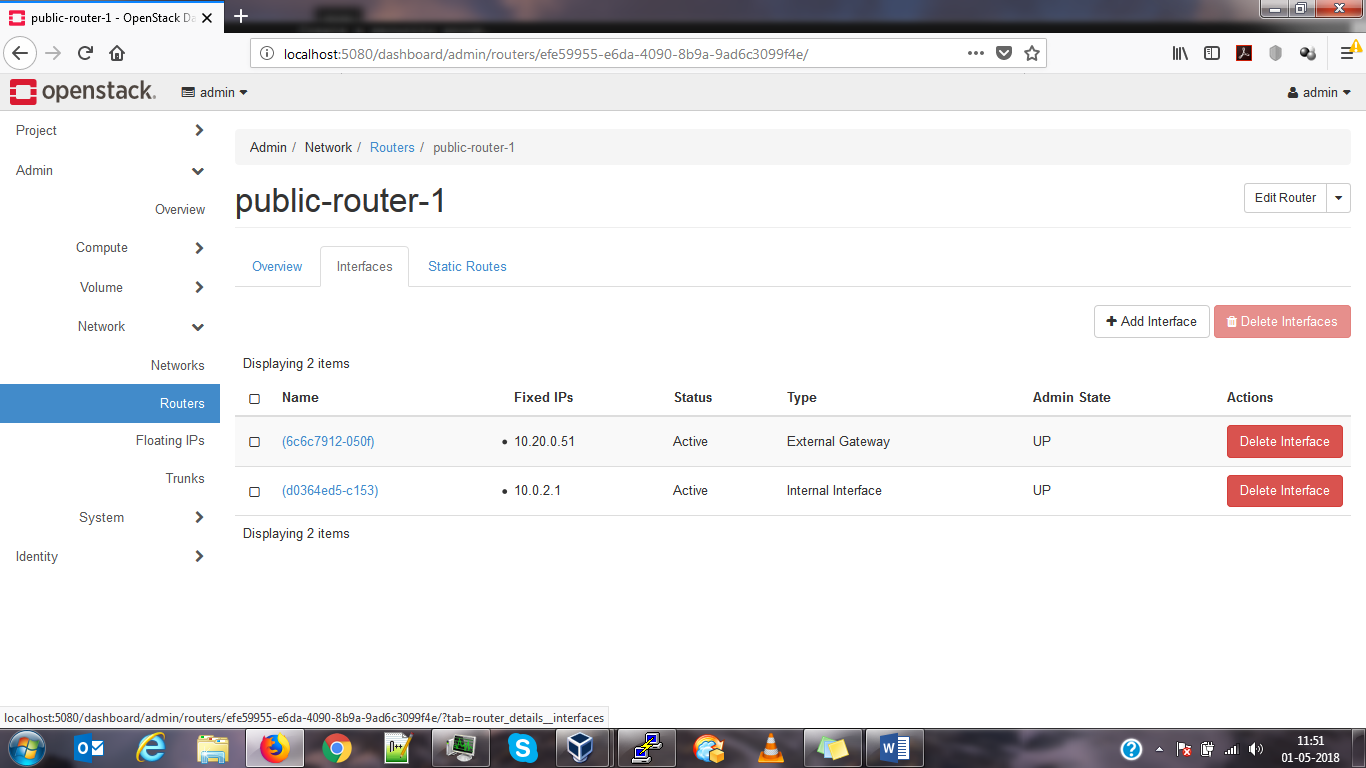 public-router-1 - OpenStack Da
localhost:5080/dashboard/admin/routers/efe59955-e6da-4090-8b9a-9ad6c3099f4e/
openstack.
admin
admin
Project
Admin
Overview
Compute
Volume
Network
Networks
Routers
Floating IPs
Trunks
System
Identity
Admin / Network / Routers / public-router-1
public-router-1
Edit Router
Overview Interfaces Static Routes
+ Add Interface Delete Interfaces
Displaying 2 items
Name Fixed IPs Status Type Admin State Actions
(6c6c7912-050f) • 10.20.0.51 Active External Gateway UP Delete Interface
(d0364ed5-c153) • 10.0.2.1 Active Internal Interface UP Delete Interface
Displaying 2 items
localhost:5080/dashboard/admin/routers/efe59955-e6da-4090-8b9a-9ad6c3099f4e/?tab=router_details__interfaces
11:51
01-05-2018